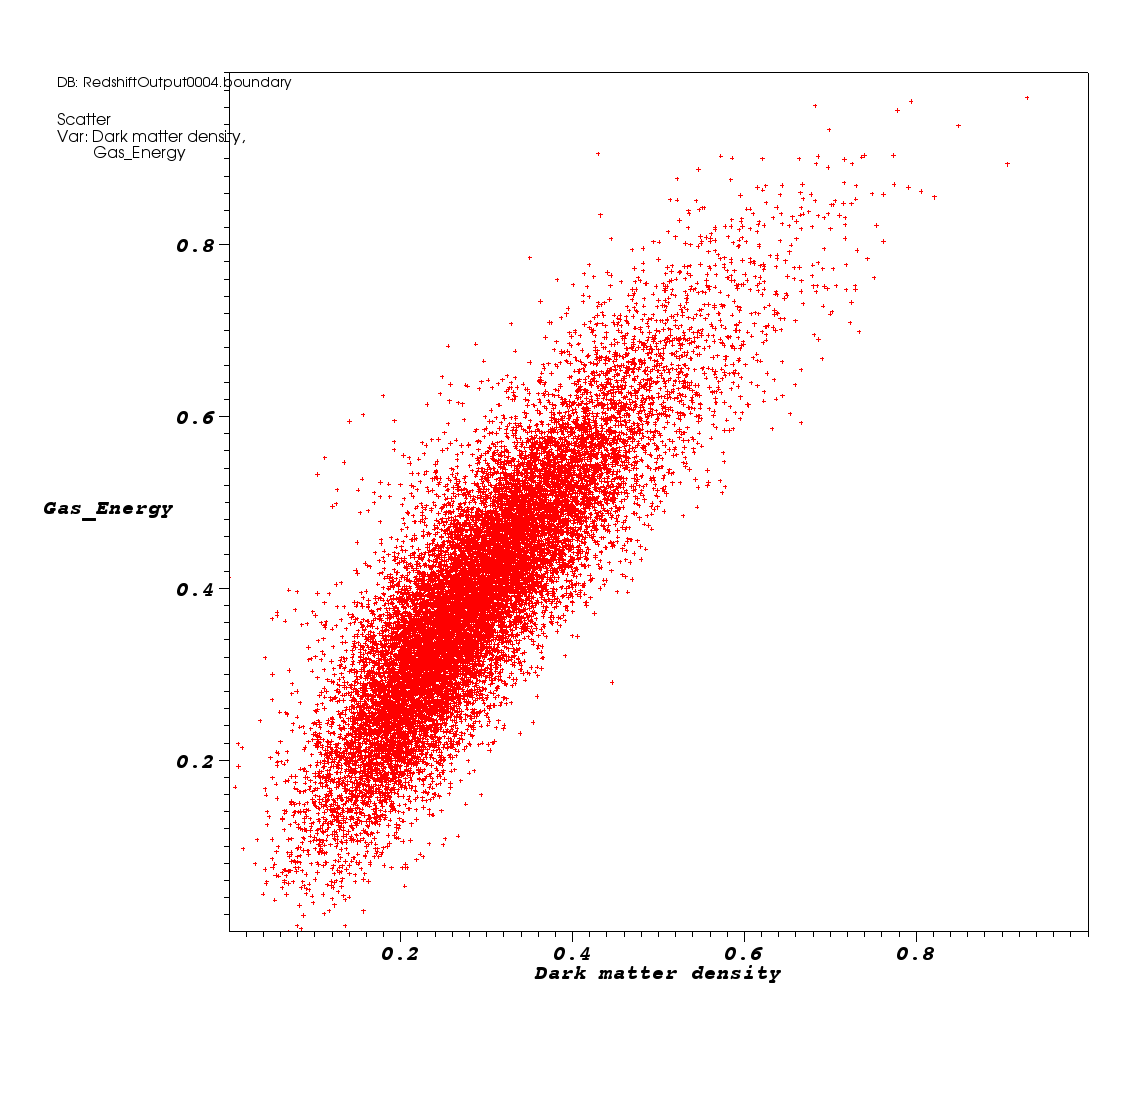 DB: RedshiftOutput0004.boundary
Scatter
Var: Dark matter density,
Gas_Energy
0.8
0.6
Gas_Energy
0.4
0.2
0.2 0.4 0.6 0.8
Dark matter density